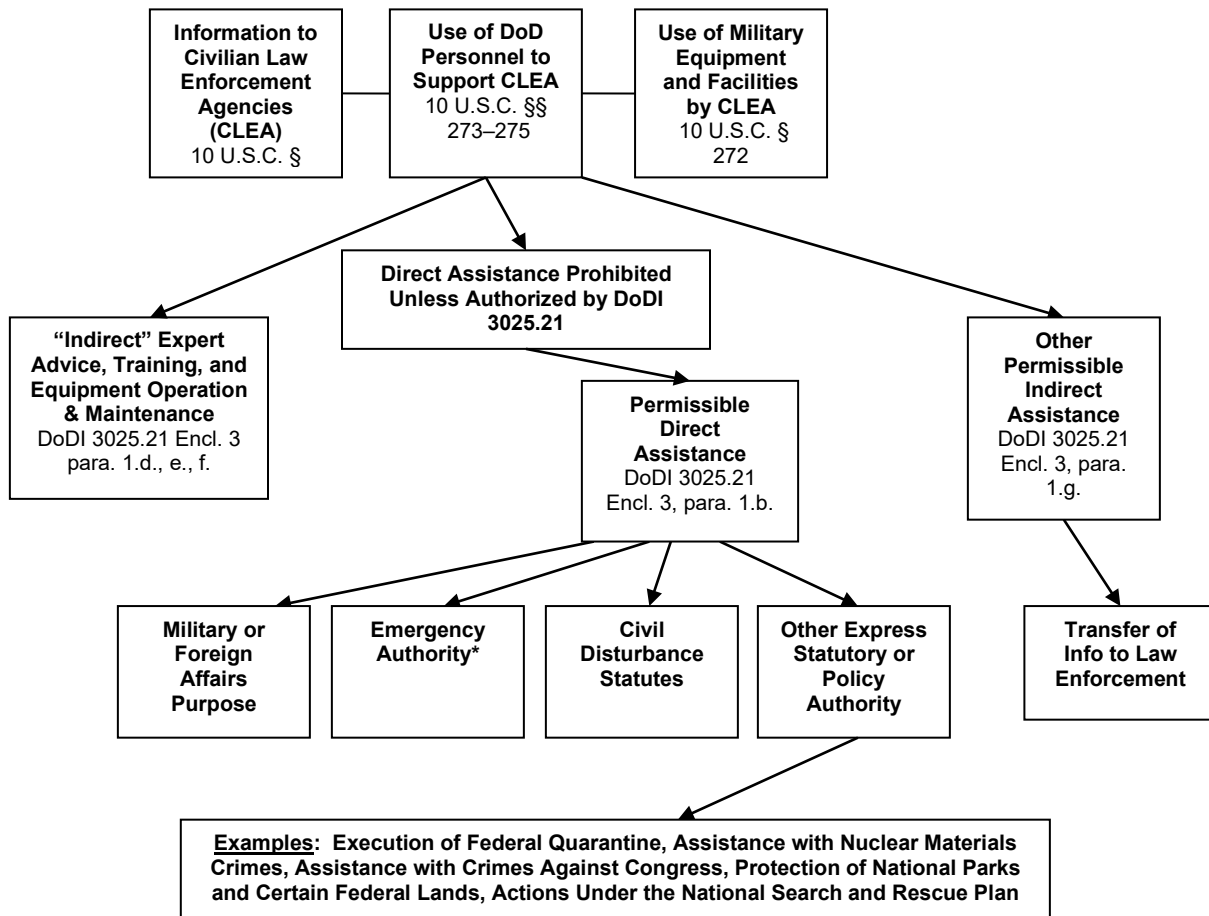 Information to
Civilian Law
Enforcement
Agencies
(CLEA)
10 U.S.C. §
Use of DoD
Personnel to
Support CLEA
10 U.S.C. §§
273–275
Use of Military
Equipment
and Facilities
by CLEA
10 U.S.C. §
272
Direct Assistance Prohibited
Unless Authorized by DoDI
3025.21
“Indirect” Expert
Advice, Training, and
Equipment Operation
& Maintenance
DoDI 3025.21 Encl. 3
para. 1.d., e., f.
Permissible
Direct
Assistance
DoDI 3025.21
Encl. 3, para. 1.b.
Other
Permissible
Indirect
Assistance
DoDI 3025.21
Encl. 3, para.
1.g.
Military or
Foreign
Affairs
Purpose
Emergency
Authority*
Civil
Disturbance
Statutes
Other Express
Statutory or
Policy
Authority
Transfer of
Info to Law
Enforcement
Examples: Execution of Federal Quarantine, Assistance with Nuclear Materials
Crimes, Assistance with Crimes Against Congress, Protection of National Parks
and Certain Federal Lands, Actions Under the National Search and Rescue Plan